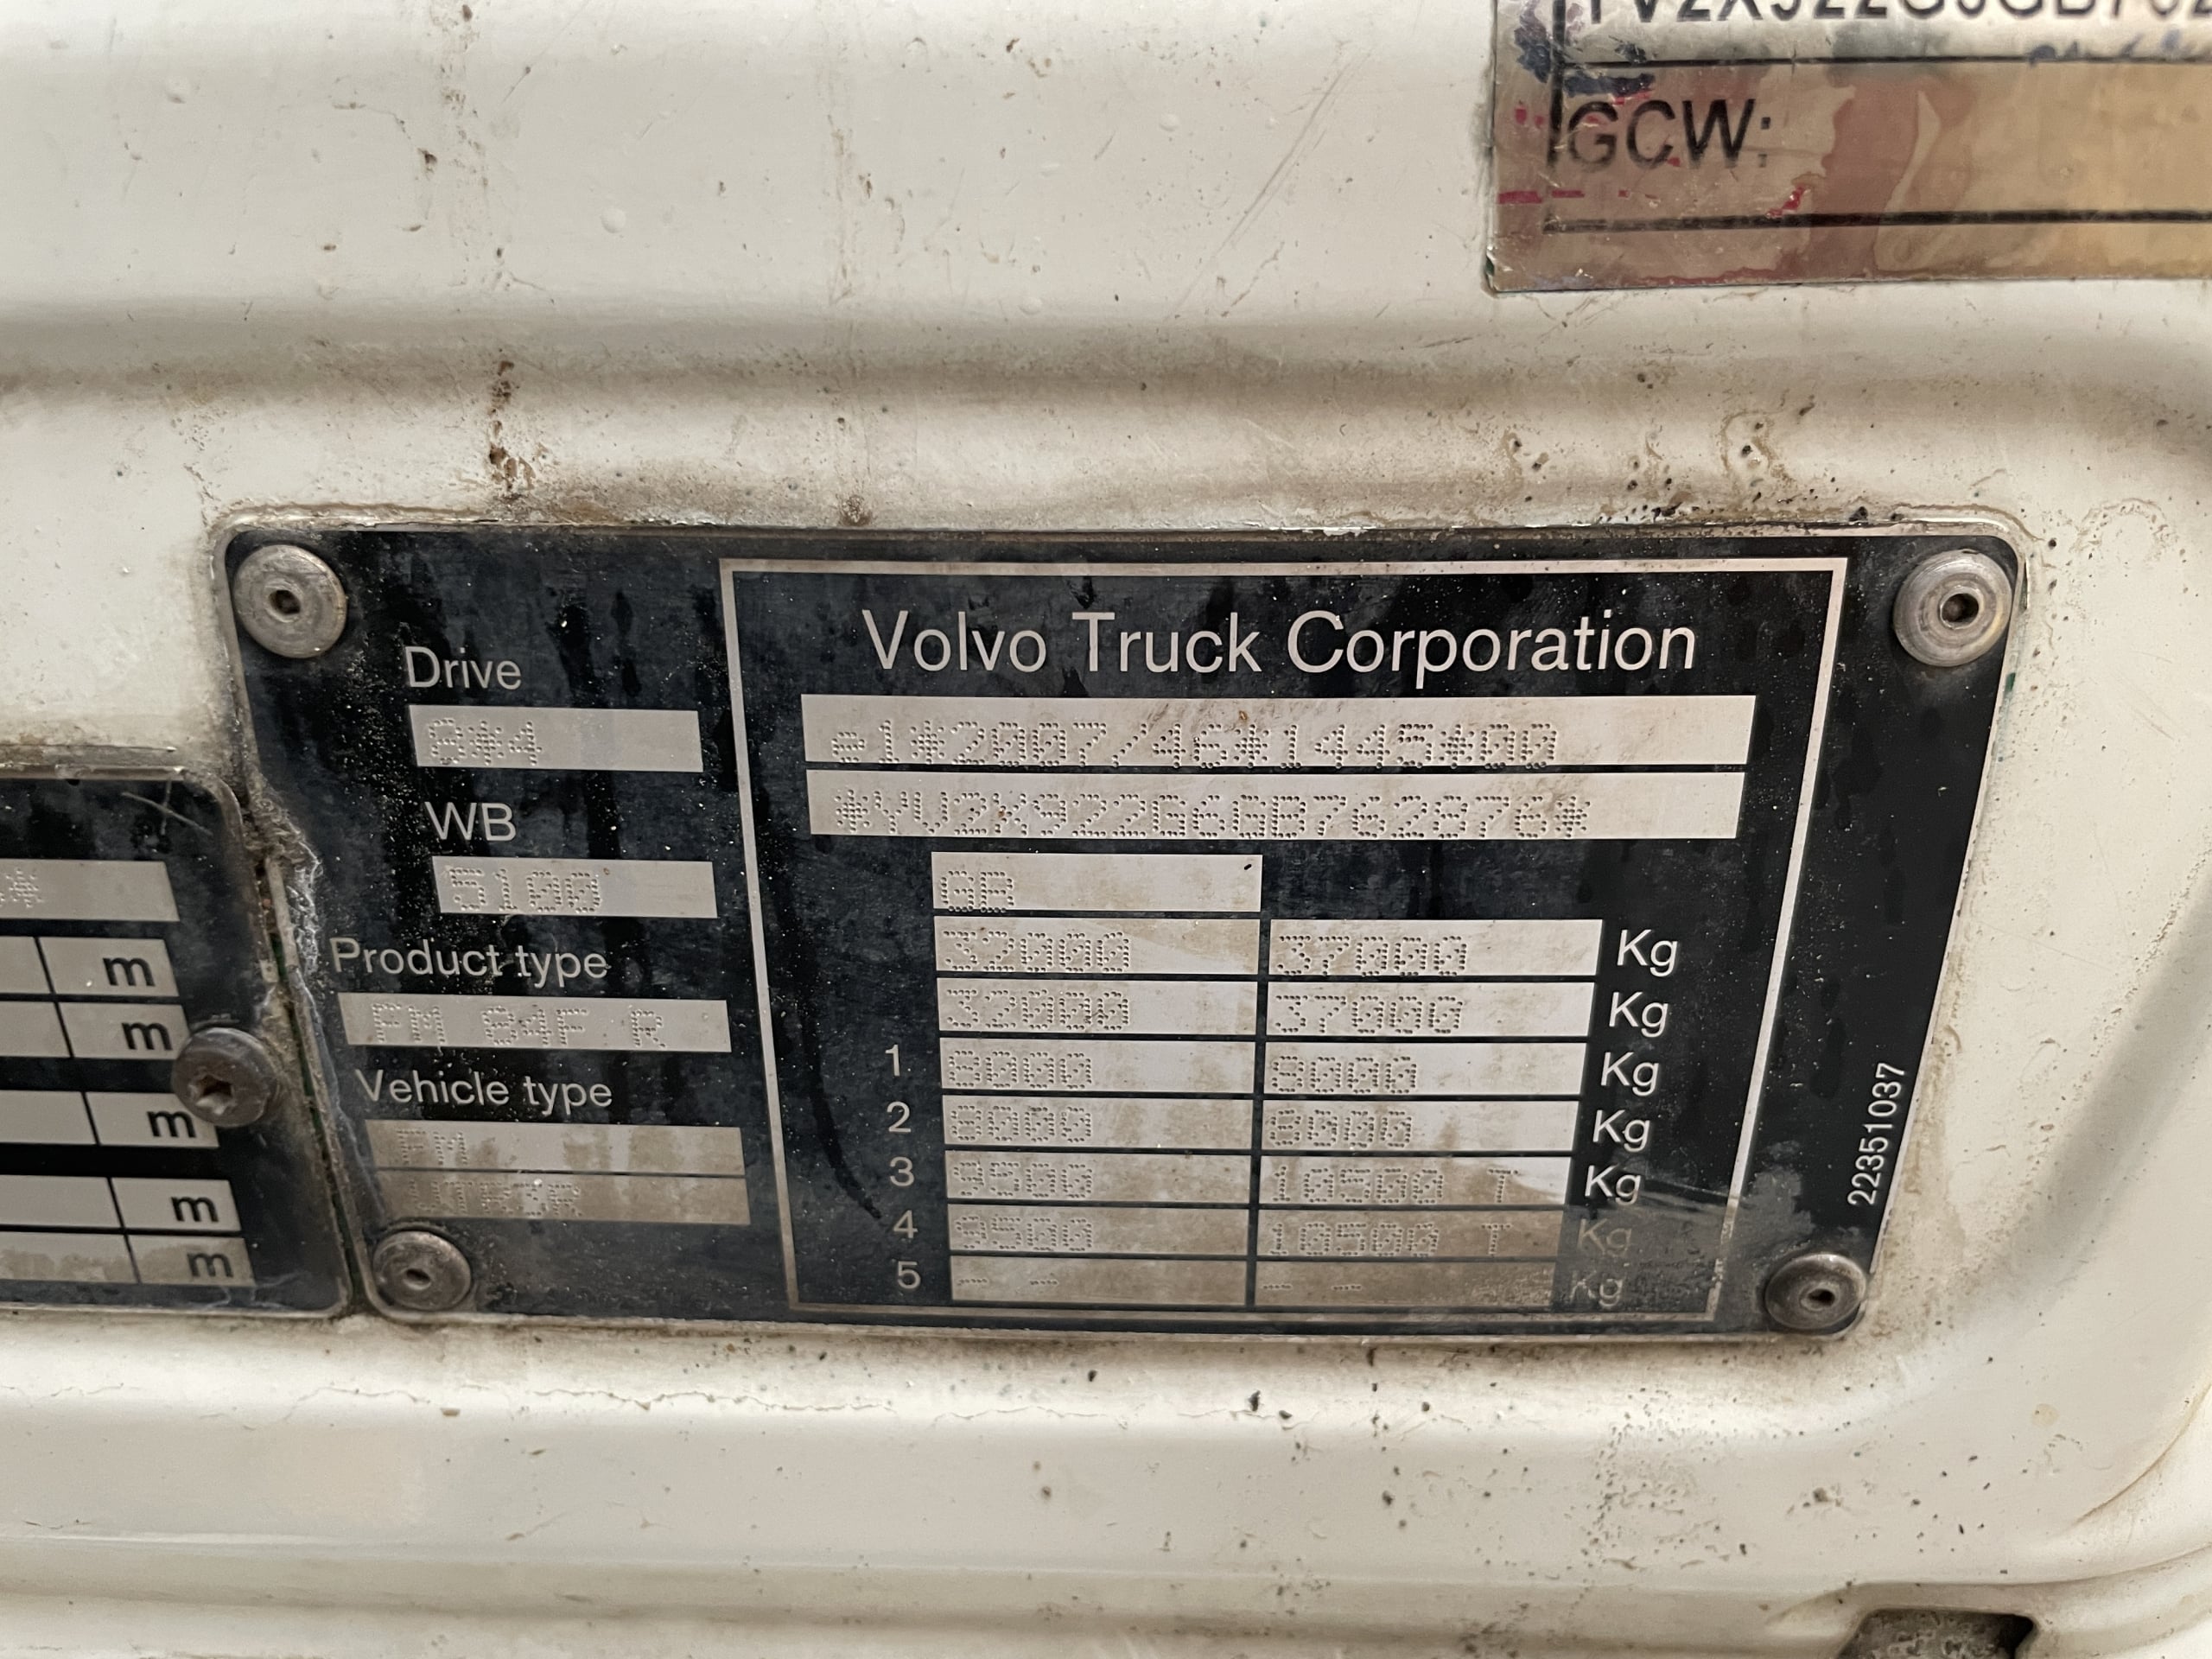 GCW:
Volvo Truck Corporation
e1*2007/46*1445*00
*YV2X922G6GB762876*
GB
32000 37000 Kg
32000 37000 Kg
1 8000 8000 Kg
2 8000 8000 Kg
3 9500 10500 T Kg
4 9500 10500 T Kg
5 - - - - Kg
Drive
8*4
WB
5100
Product type
FM 84F R
Vehicle type
FM
VTM3R
22351037
*
m
m
m
m
m